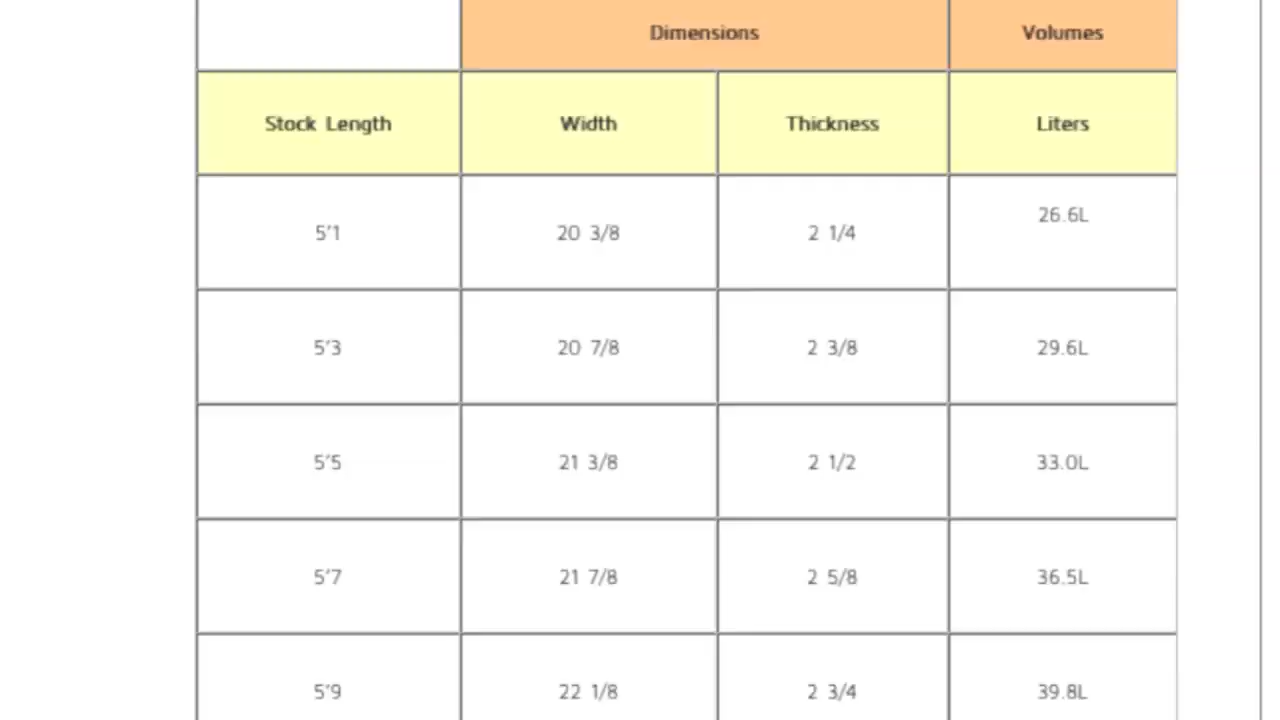 Dimensions Volumes
Stock Length Width Thickness Liters
5'1 20 3/8 2 1/4 26.6L
5'3 20 7/8 2 3/8 29.6L
5'5 21 3/8 2 1/2 33.0L
5'7 21 7/8 2 5/8 36.5L
5'9 22 1/8 2 3/4 39.8L